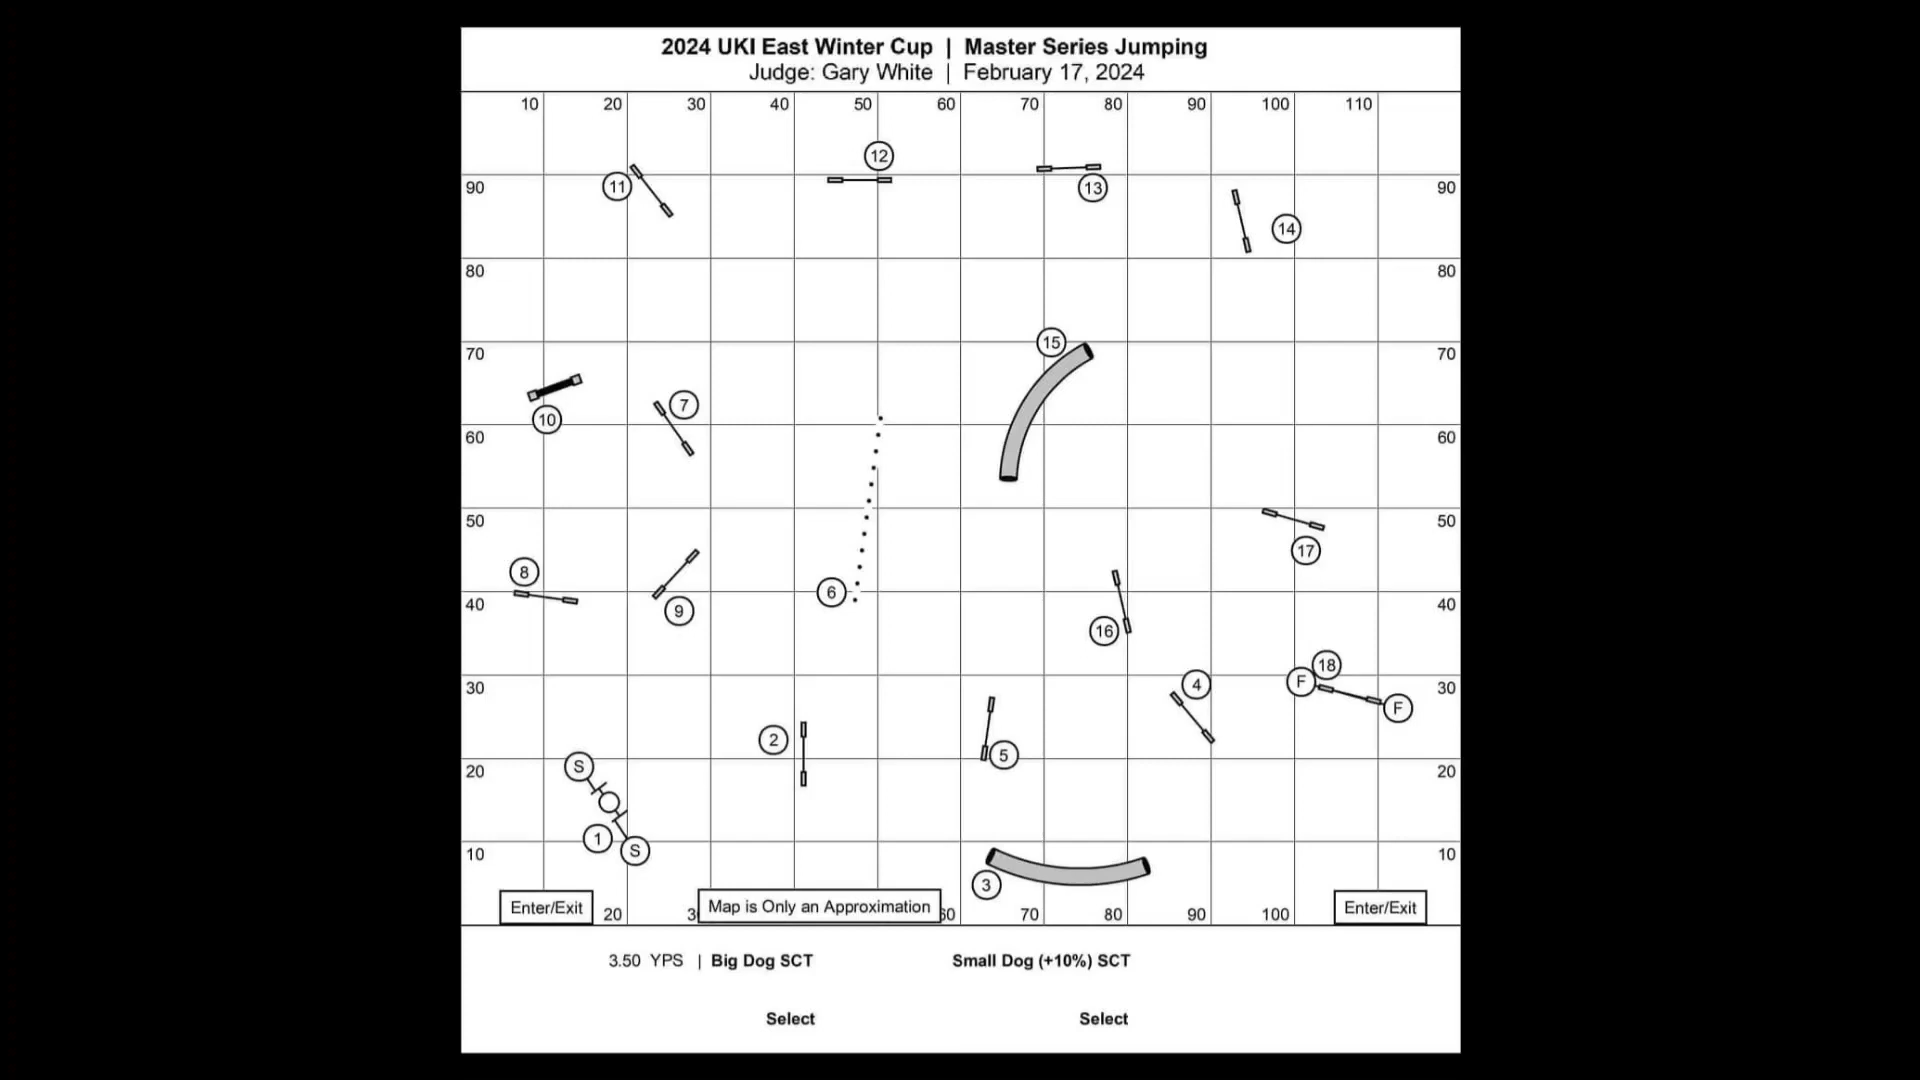 2024 UKI East Winter Cup | Master Series Jumping
Judge: Gary White | February 17, 2024
10 20 30 40 50 60 70 80 90 100 110
12
90 11 13 90
14
80 80
15
70 70
7
10
60 60
50 50
17
8
6
40 9 40
16
18
30 4 F 30
F
2
5
20 S 20
1
10 S 10
3
Enter/Exit 20 Map is Only an Approximation 70 80 90 100 Enter/Exit
3.50 YPS | Big Dog SCT Small Dog (+10%) SCT
Select Select